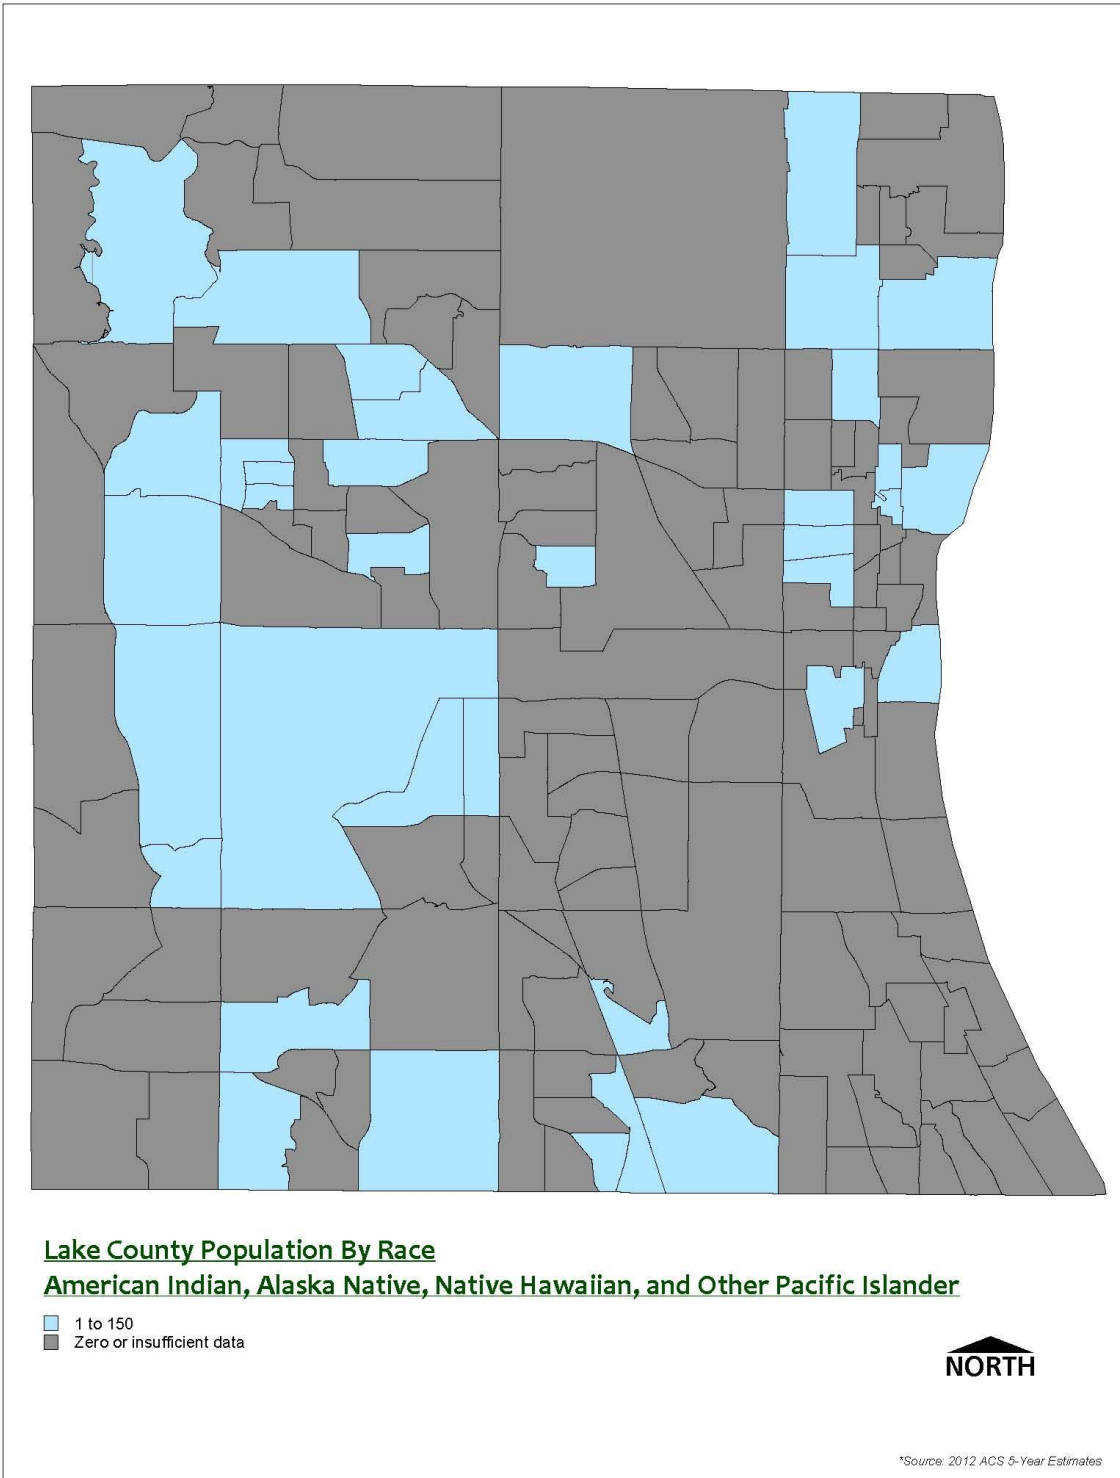 Lake County Population By Race
American Indian, Alaska Native, Native Hawaiian, and Other Pacific Islander
1 to 150
Zero or insufficient data
NORTH
*Source: 2012 ACS 5-Year Estimates